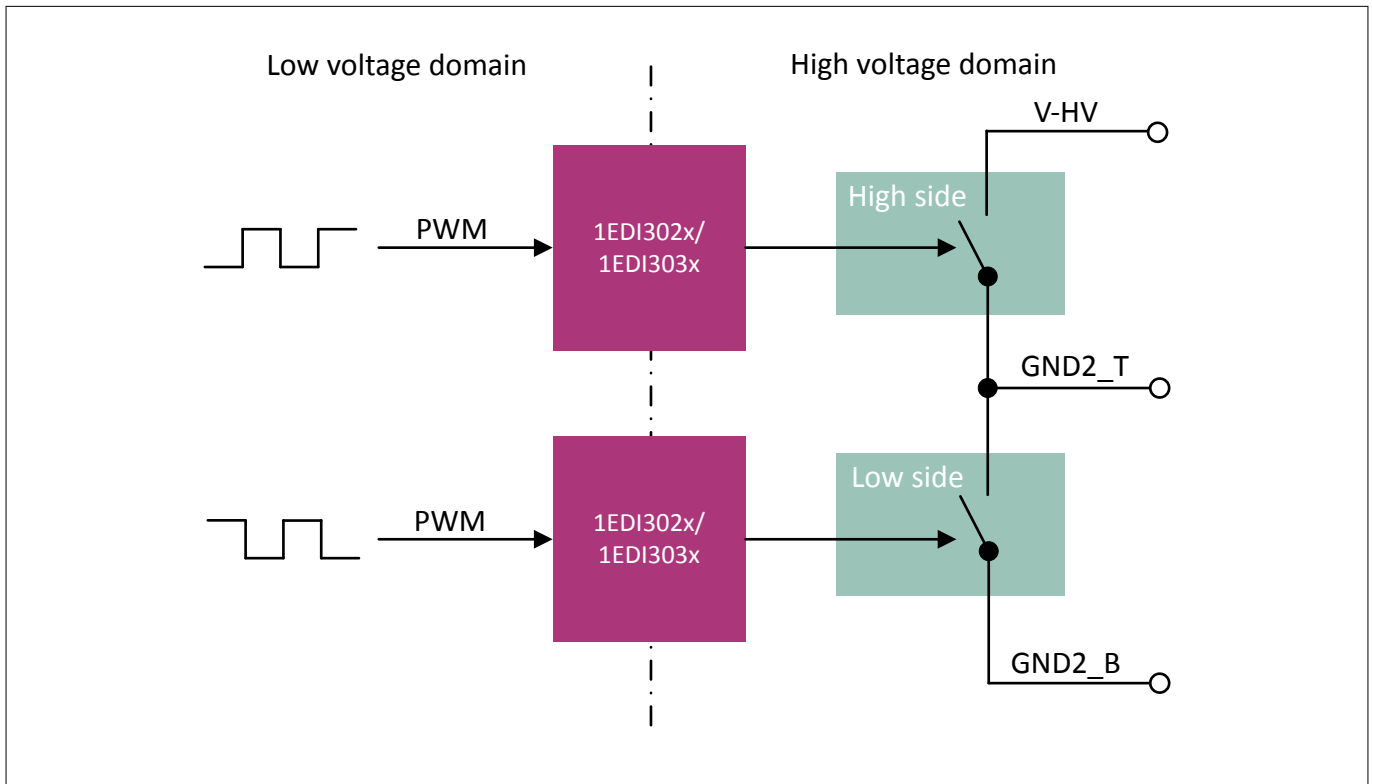 Low voltage domain
High voltage domain
V-HV
High side
PWM
1EDI302x/
1EDI303x
GND2_T
Low side
PWM
1EDI302x/
1EDI303x
GND2_B